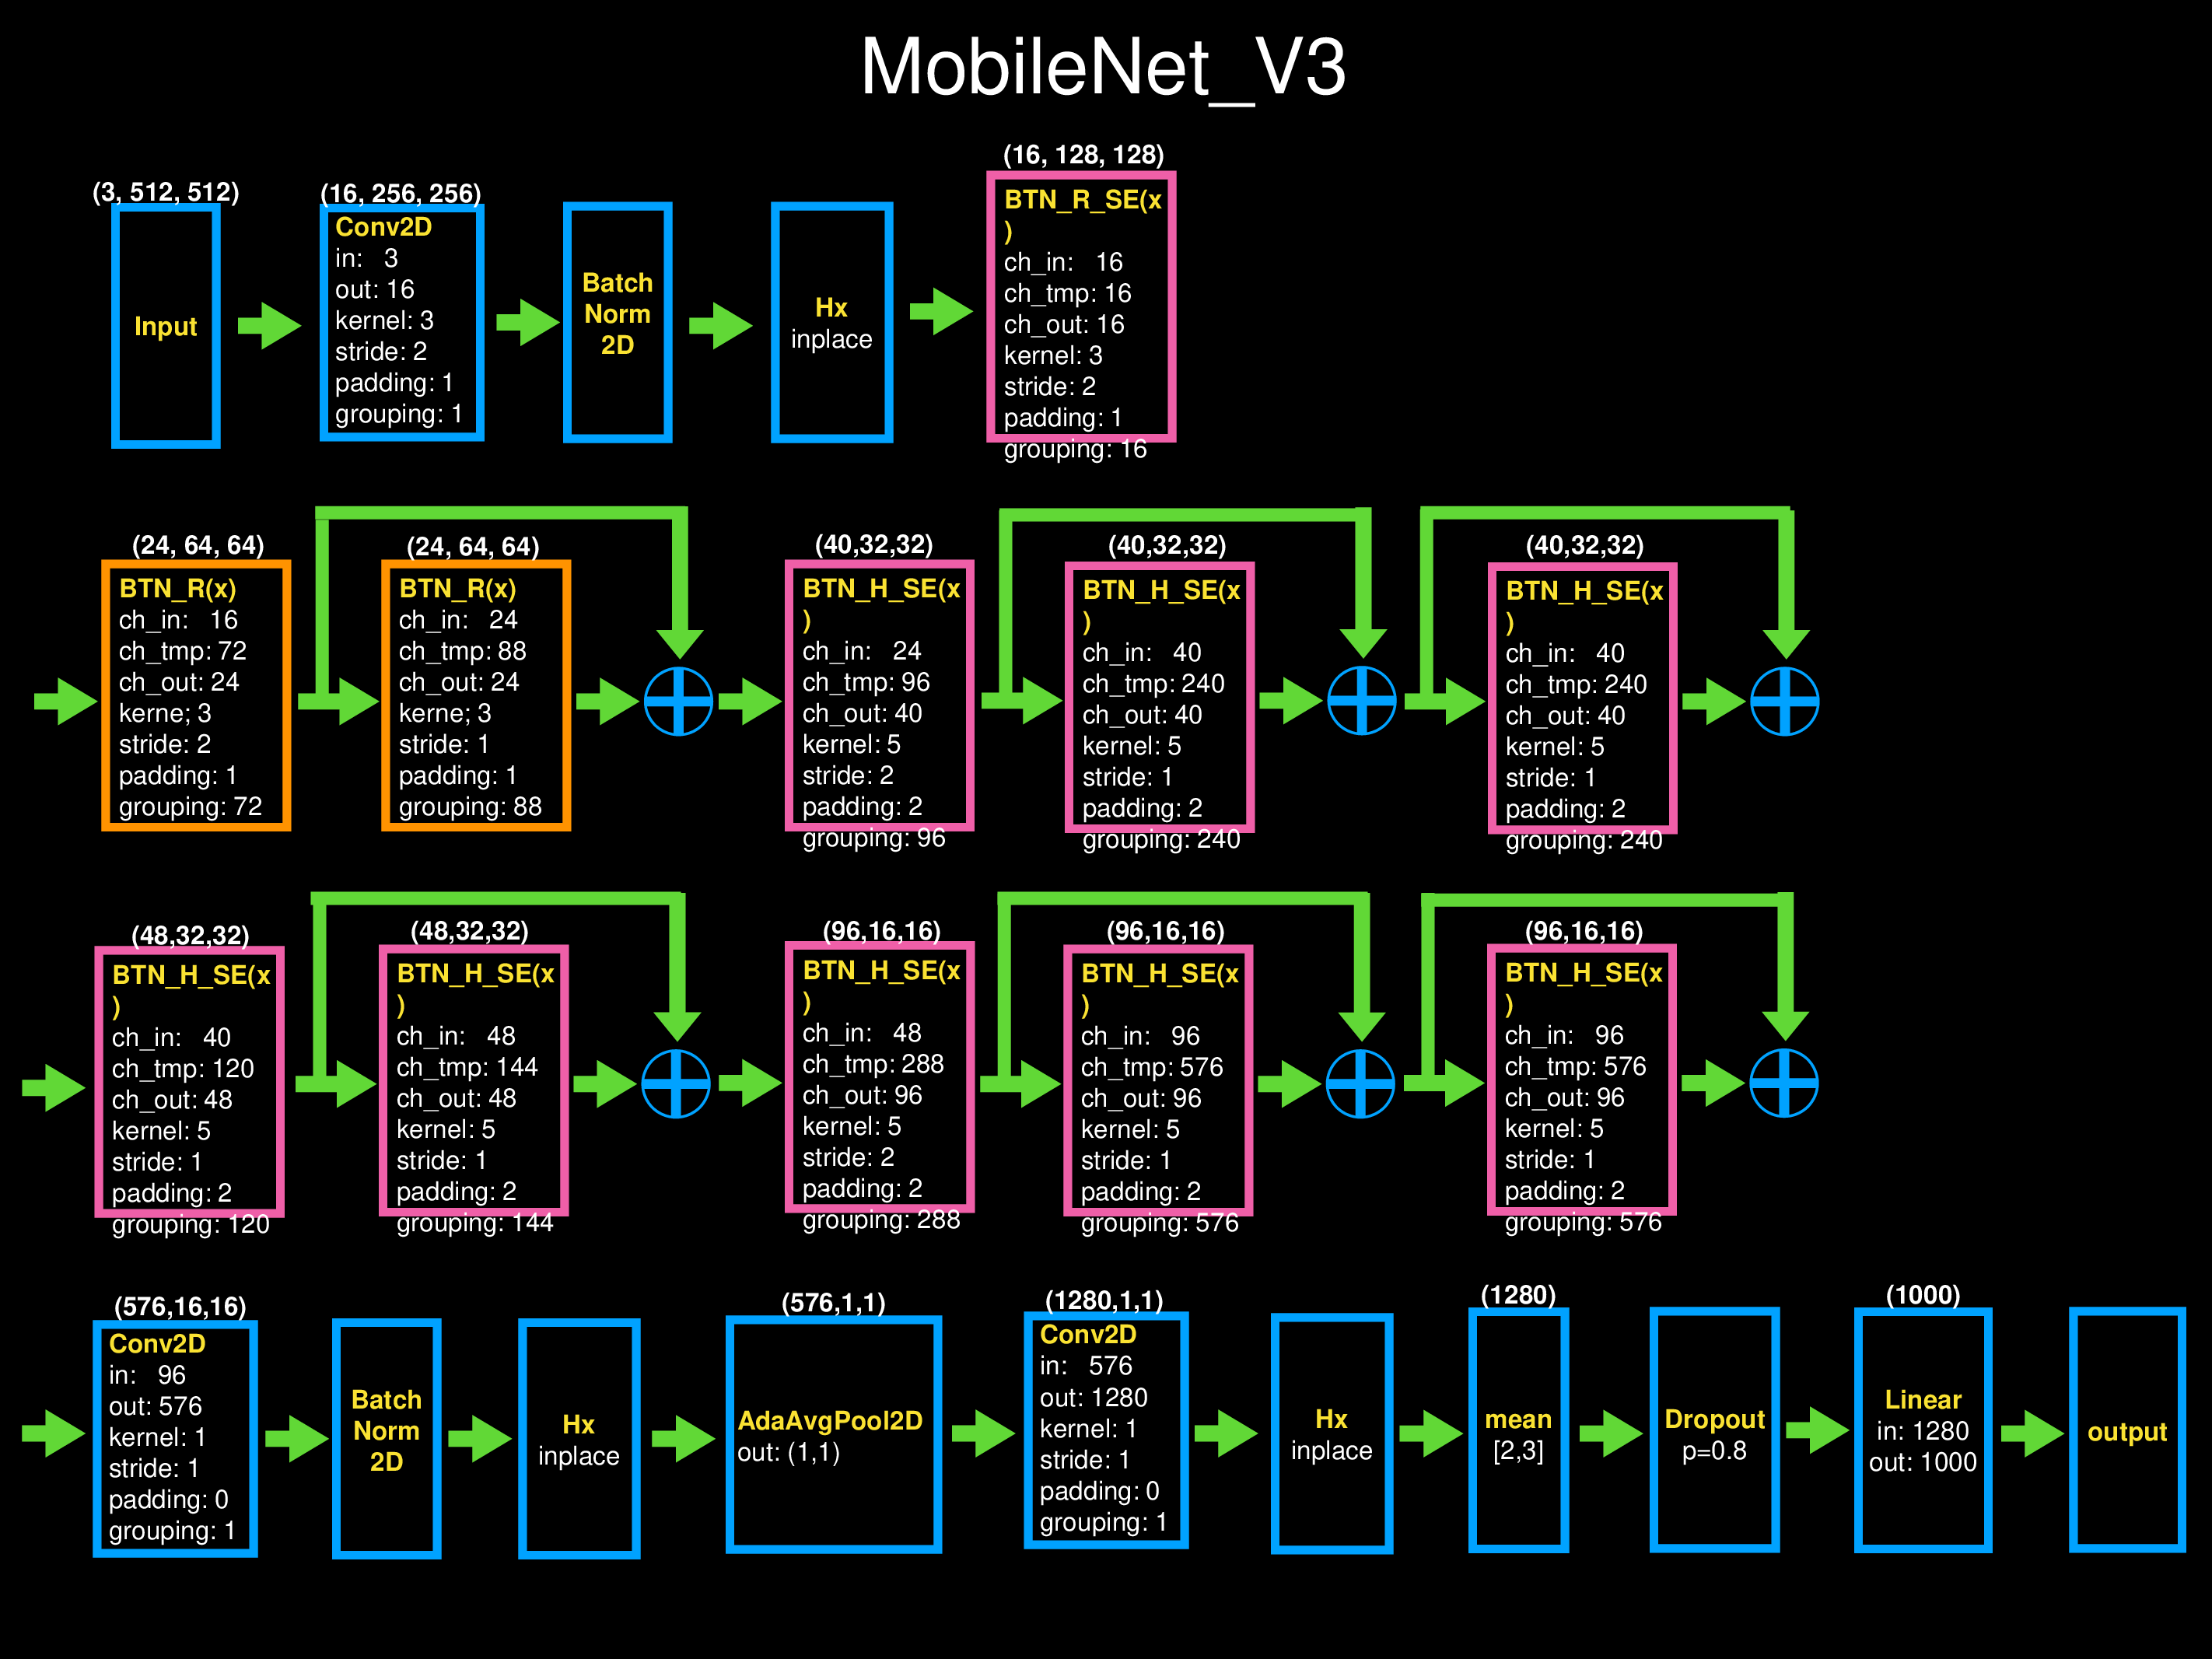 MobileNet_V3
(3, 512, 512)
Input
(16, 256, 256)
Conv2D
in: 3
out: 16
kernel: 3
stride: 2
padding: 1
grouping: 1
Batch
Norm
2D
Hx
inplace
(16, 128, 128)
BTN_R_SE(x
)
ch_in: 16
ch_tmp: 16
ch_out: 16
kernel: 3
stride: 2
padding: 1
grouping: 16
(24, 64, 64)
BTN_R(x)
ch_in: 16
ch_tmp: 72
ch_out: 24
kerne; 3
stride: 2
padding: 1
grouping: 72
(24, 64, 64)
BTN_R(x)
ch_in: 24
ch_tmp: 88
ch_out: 24
kerne; 3
stride: 1
padding: 1
grouping: 88
(40,32,32)
BTN_H_SE(x
)
ch_in: 24
ch_tmp: 96
ch_out: 40
kernel: 5
stride: 2
padding: 2
grouping: 96
(40,32,32)
BTN_H_SE(x
)
ch_in: 40
ch_tmp: 240
ch_out: 40
kernel: 5
stride: 1
padding: 2
grouping: 240
(40,32,32)
BTN_H_SE(x
)
ch_in: 40
ch_tmp: 240
ch_out: 40
kernel: 5
stride: 1
padding: 2
grouping: 240
(48,32,32)
BTN_H_SE(x
)
ch_in: 40
ch_tmp: 120
ch_out: 48
kernel: 5
stride: 1
padding: 2
grouping: 120
(48,32,32)
BTN_H_SE(x
)
ch_in: 48
ch_tmp: 144
ch_out: 48
kernel: 5
stride: 1
padding: 2
grouping: 144
(96,16,16)
BTN_H_SE(x
)
ch_in: 48
ch_tmp: 288
ch_out: 96
kernel: 5
stride: 2
padding: 2
grouping: 288
(96,16,16)
BTN_H_SE(x
)
ch_in: 96
ch_tmp: 576
ch_out: 96
kernel: 5
stride: 1
padding: 2
grouping: 576
(96,16,16)
BTN_H_SE(x
)
ch_in: 96
ch_tmp: 576
ch_out: 96
kernel: 5
stride: 1
padding: 2
grouping: 576
(576,16,16)
Conv2D
in: 96
out: 576
kernel: 1
stride: 1
padding: 0
grouping: 1
Batch
Norm
2D
Hx
inplace
(576,1,1)
AdaAvgPool2D
out: (1,1)
(1280,1,1)
Conv2D
in: 576
out: 1280
kernel: 1
stride: 1
padding: 0
grouping: 1
Hx
inplace
(1280)
mean
[2,3]
Dropout
p=0.8
(1000)
Linear
in: 1280
out: 1000
output